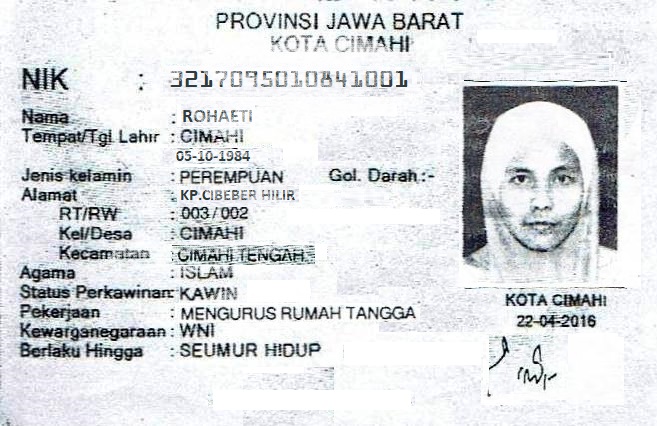 PROVINSI JAWA BARAT
KOTA CIMAHI
NIK : 3217095010841001
Nama : ROHAETI
Tempat/Tgl Lahir : CIMAHI
05-10-1984
Jenis kelamin : PEREMPUAN Gol. Darah :-
Alamat : KP.CIBEBER HILIR
RT/RW : 003 / 002
Kel/Desa : CIMAHI
Kecamatan : CIMAHI TENGAH.
Agama : ISLAM
Status Perkawinan: KAWIN
Pekerjaan : MENGURUS RUMAH TANGGA
Kewarganegaraan : WNI
Berlaku Hingga : SEUMUR HIDUP
KOTA CIMAHI
22-04-2016